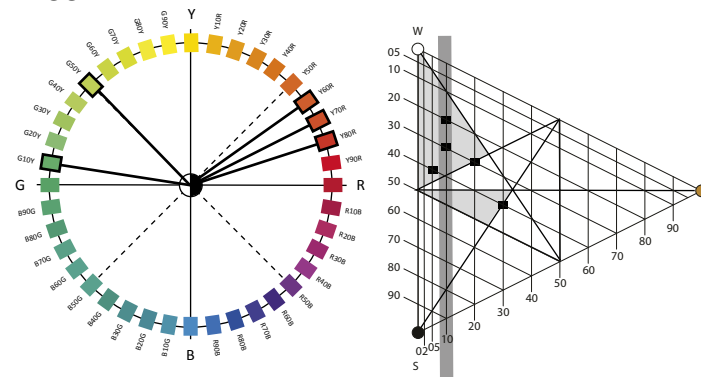 Y
Y10R
Y20R
Y30R
Y40R
Y50R
Y60R
Y70R
Y80R
Y90R
R
R10B
R20B
R30B
R40B
R50B
R60B
R70B
R80B
R90B
B
B10G
B20G
B30G
B40G
B50G
B60G
B70G
B80G
B90G
G
G10Y
G20Y
G30Y
G40Y
G50Y
G60Y
G70Y
G80Y
G90Y
W
05
10
20
30
40
50
60
70
80
90
S
02
05
10
20
30
40
50
60
70
80
90